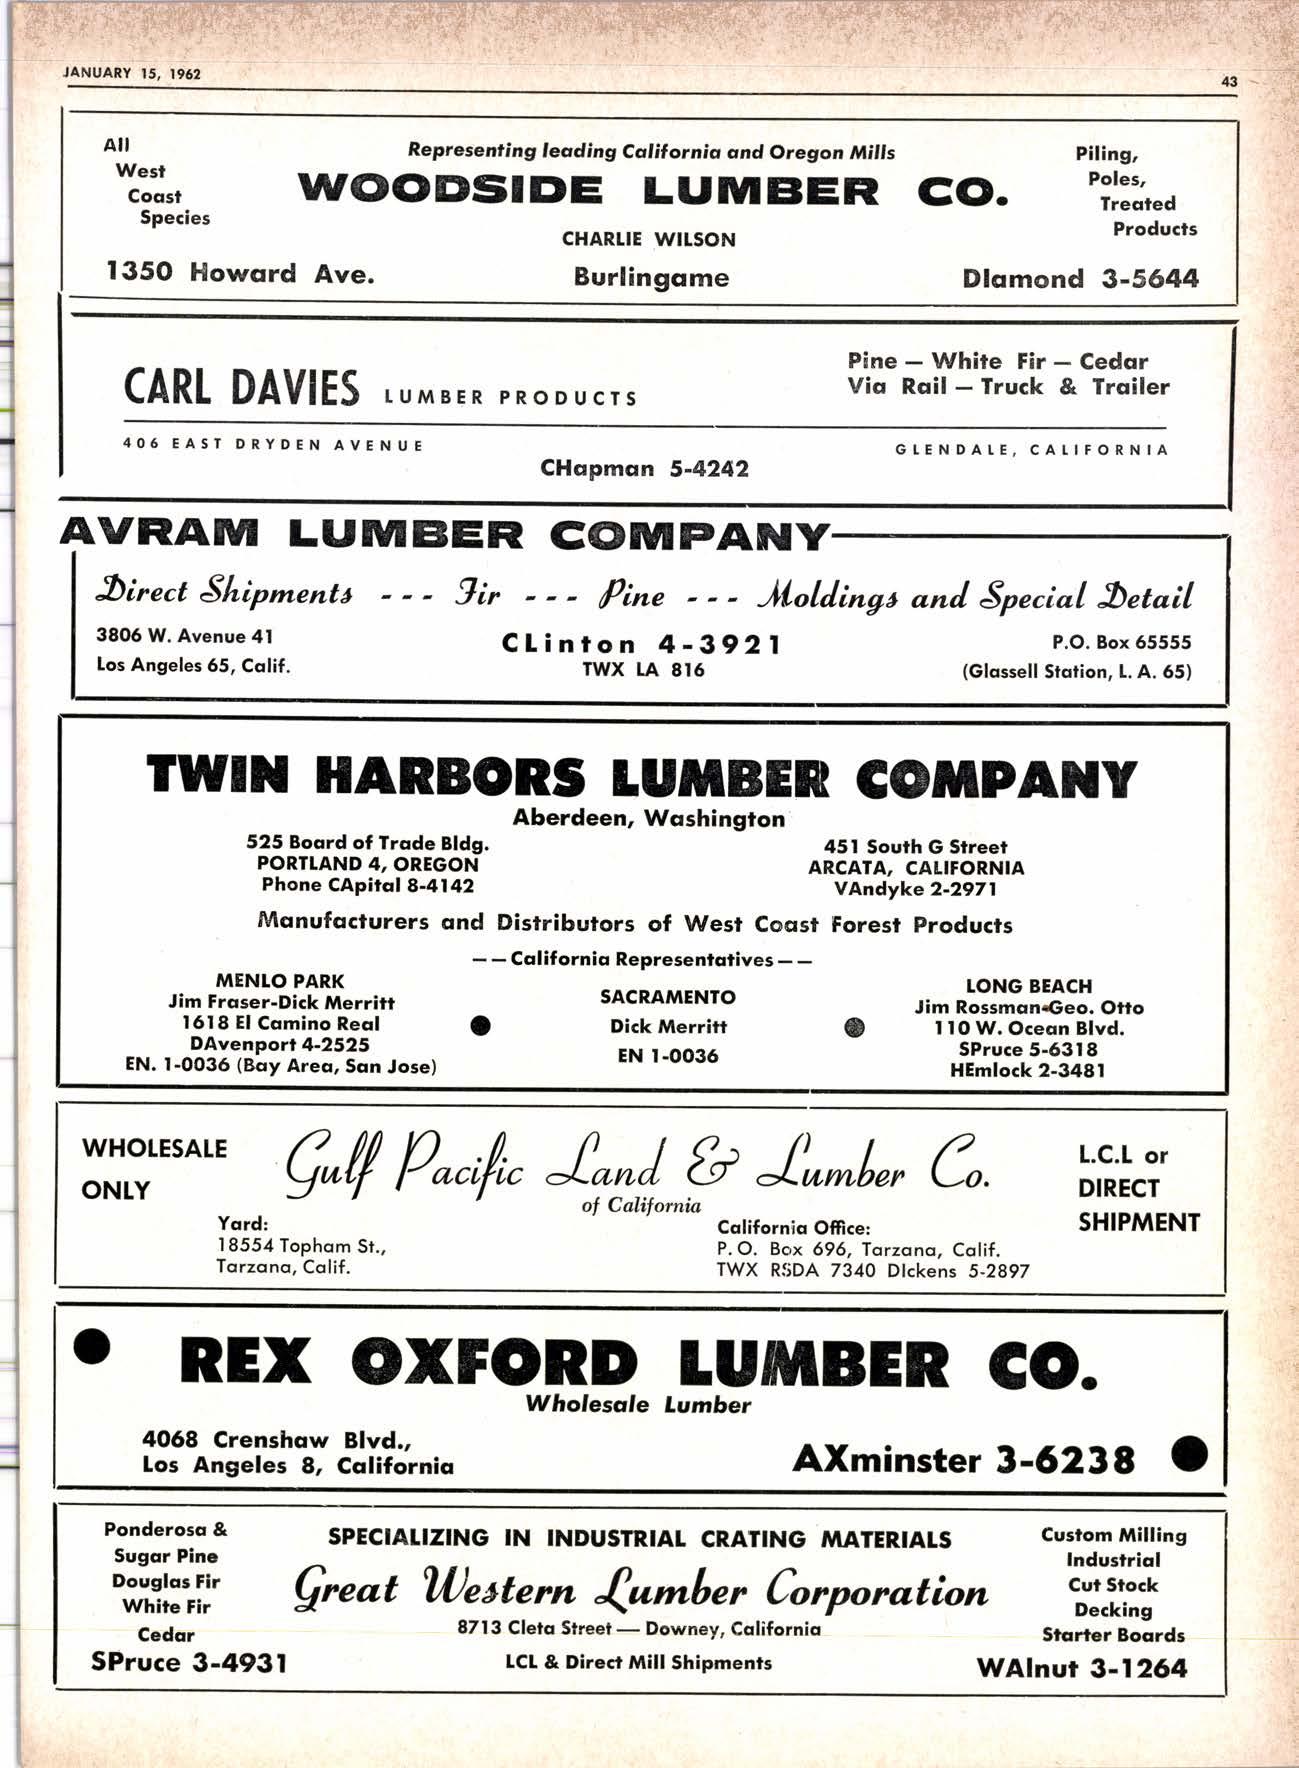 JANUARY 15, 1962
43
All
West
Coast
Species
Representing leading California and Oregon Mills
WOODSIDE LUMBER CO.
CHARLIE WILSON
Piling,
Poles,
Treated
Products
1350 Howard Ave.
Burlingame
DIamond 3-5644
CARL DAVIES LUMBER PRODUCTS
Pine — White Fir — Cedar
Via Rail — Truck & Trailer
406 EAST DRYDEN AVENUE
GLENDALE, CALIFORNIA
CHapman 5-4242
AVRAM LUMBER COMPANY
Direct Shipments --- Fir --- Pine --- Moldings and Special Detail
3806 W. Avenue 41
Los Angeles 65, Calif.
CLinton 4-3921
TWX LA 816
P.O. Box 65555
(Glassell Station, L. A. 65)
TWIN HARBORS LUMBER COMPANY
Aberdeen, Washington
525 Board of Trade Bldg.
PORTLAND 4, OREGON
Phone CApital 8-4142
451 South G Street
ARCATA, CALIFORNIA
VAndyke 2-2971
Manufacturers and Distributors of West Coast Forest Products
——California Representatives——
MENLO PARK
Jim Fraser-Dick Merritt
1618 El Camino Real
DAvenport 4-2525
EN. 1-0036 (Bay Area, San Jose)
SACRAMENTO
Dick Merritt
EN 1-0036
LONG BEACH
Jim Rossman-Geo. Otto
110 W. Ocean Blvd.
SPruce 5-6318
HEmlock 2-3481
WHOLESALE
ONLY
Gulf Pacific Land & Lumber Co.
of California
L.C.L or
DIRECT
SHIPMENT
Yard:
18554 Topham St.,
Tarzana, Calif.
California Office:
P. O. Box 696, Tarzana, Calif.
TWX RSDA 7340 DIckens 5-2897
REX OXFORD LUMBER CO.
Wholesale Lumber
4068 Crenshaw Blvd.,
Los Angeles 8, California
AXminster 3-6238
Ponderosa &
Sugar Pine
Douglas Fir
White Fir
Cedar
SPruce 3-4931
SPECIALIZING IN INDUSTRIAL CRATING MATERIALS
Great Western Lumber Corporation
8713 Cleta Street — Downey, California
LCL & Direct Mill Shipments
Custom Milling
Industrial
Cut Stock
Decking
Starter Boards
WAlnut 3-1264